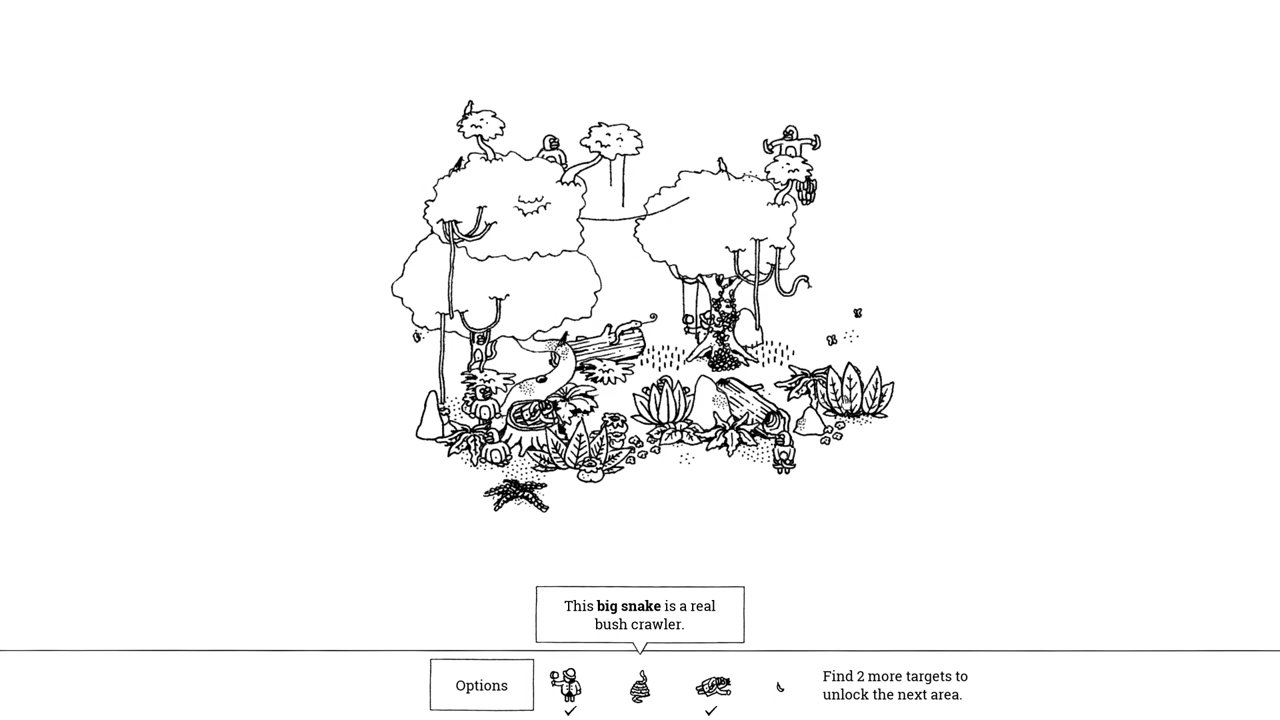 This big snake is a real
bush crawler.
Options
Find 2 more targets to
unlock the next area.